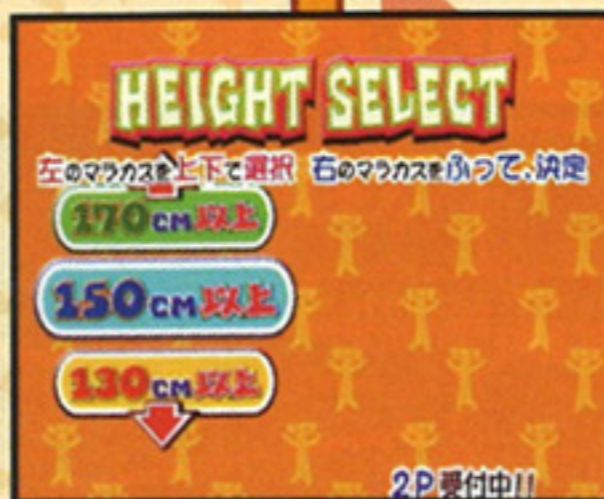 HEIGHT SELECT
左のマラカスを上下で選択 右のマラカスをふって、決定
170CM以上
150CM以上
130CM以上
2P受付中!!